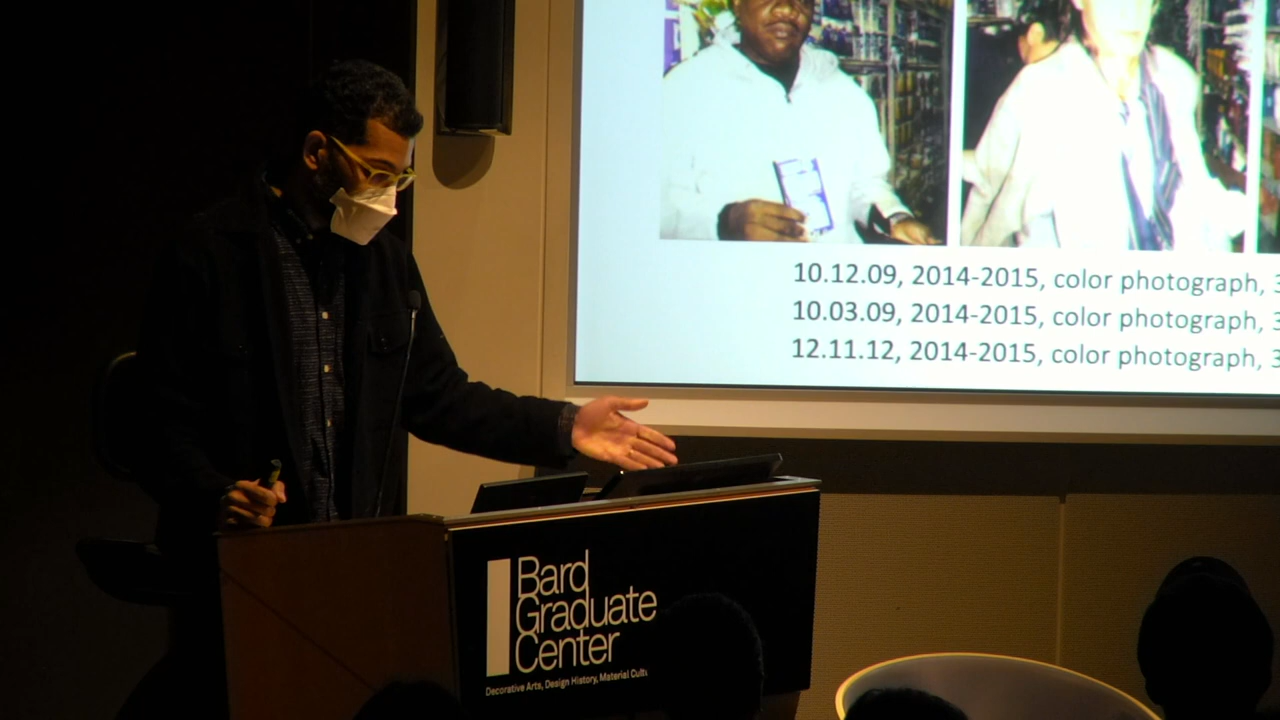 10.12.09, 2014-2015, color photograph, 3
10.03.09, 2014-2015, color photograph, 3
12.11.12, 2014-2015, color photograph, 3
Bard
Graduate
Center
Decorative Arts, Design History, Material Cultu